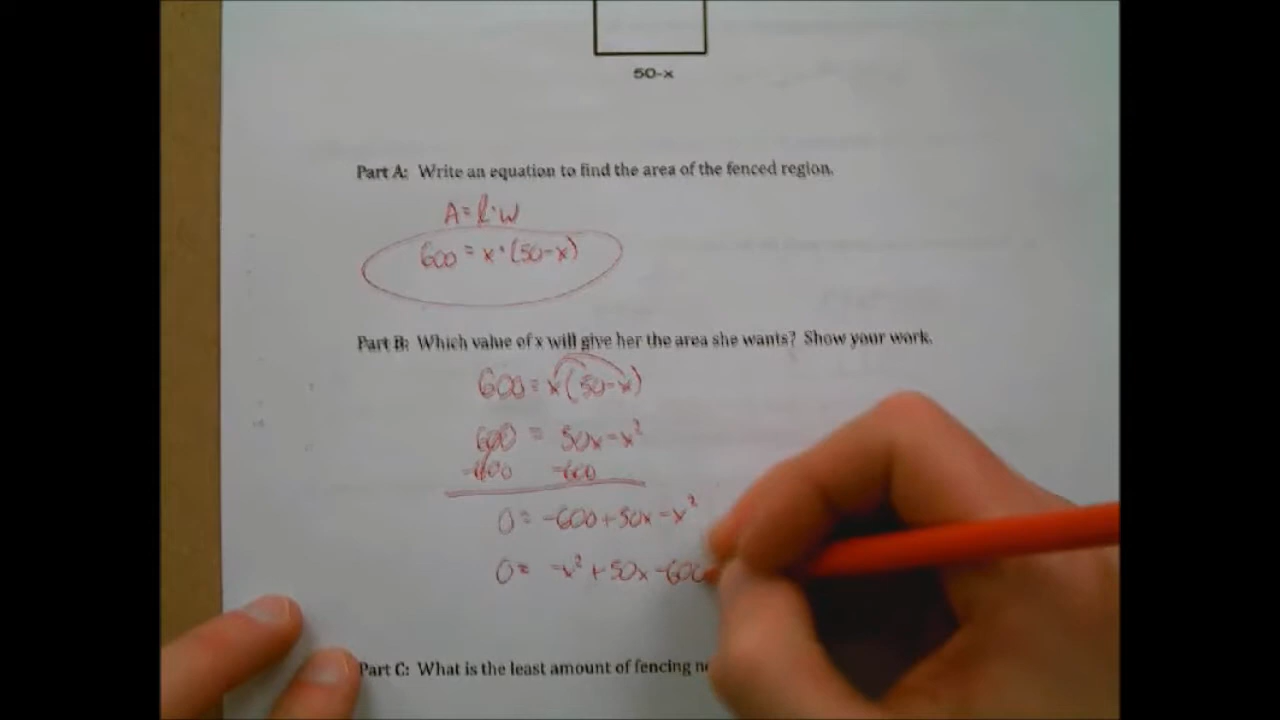 50-x
Part A: Write an equation to find the area of the fenced region.
A = l · w
600 = x · (50-x)
Part B: Which value of x will give her the area she wants? Show your work.
600 = x(50-x)
600 = 50x-x²
-600 -600
0 = -600+50x-x²
0 = -x²+50x-600
Part C: What is the least amount of fencing